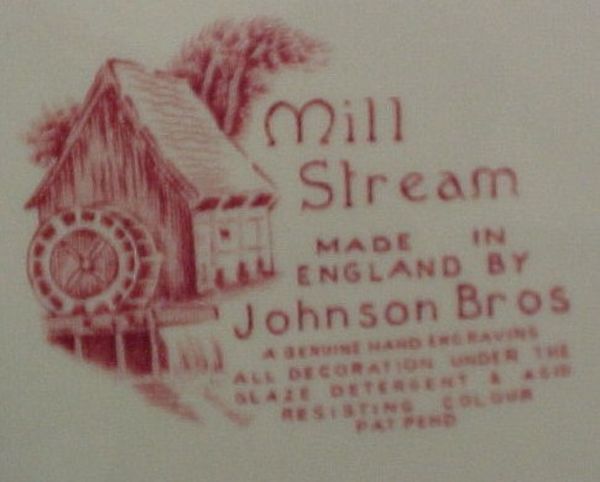 Mill
Stream
MADE IN
ENGLAND BY
Johnson Bros
A GENUINE HAND ENGRAVING
ALL DECORATION UNDER THE
GLAZE DETERGENT & ACID
RESISTING COLOUR
PAT PEND